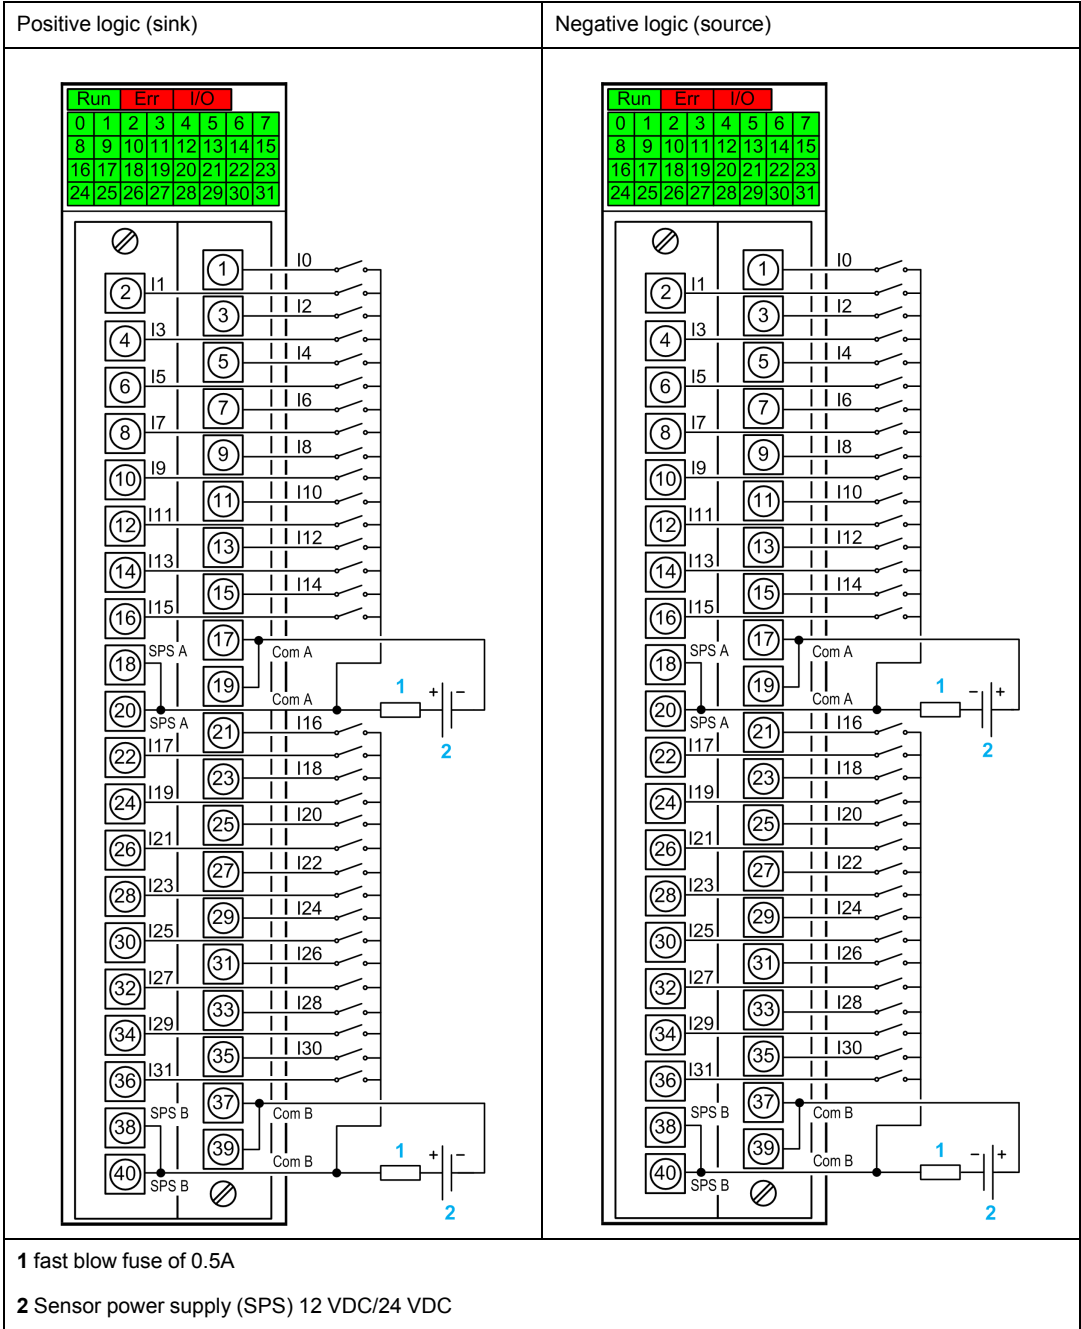 Positive logic (sink)
Negative logic (source)
Run Err I/O
0 1 2 3 4 5 6 7
8 9 10 11 12 13 14 15
16 17 18 19 20 21 22 23
24 25 26 27 28 29 30 31
1 I0
2 I1
3 I2
4 I3
5 I4
6 I5
7 I6
8 I7
9 I8
10 I9
11 I10
12 I11
13 I12
14 I13
15 I14
16 I15
17 Com A
18 SPS A
19 Com A
1 + −
20 SPS A
2
21 I16
22 I17
23 I18
24 I19
25 I20
26 I21
27 I22
28 I23
29 I24
30 I25
31 I26
32 I27
33 I28
34 I29
35 I30
36 I31
37 Com B
38 SPS B
39 Com B
1 + −
40 SPS B
2
Run Err I/O
0 1 2 3 4 5 6 7
8 9 10 11 12 13 14 15
16 17 18 19 20 21 22 23
24 25 26 27 28 29 30 31
1 I0
2 I1
3 I2
4 I3
5 I4
6 I5
7 I6
8 I7
9 I8
10 I9
11 I10
12 I11
13 I12
14 I13
15 I14
16 I15
17 Com A
18 SPS A
19 Com A
1 − +
20 SPS A
2
21 I16
22 I17
23 I18
24 I19
25 I20
26 I21
27 I22
28 I23
29 I24
30 I25
31 I26
32 I27
33 I28
34 I29
35 I30
36 I31
37 Com B
38 SPS B
39 Com B
1 − +
40 SPS B
2
1 fast blow fuse of 0.5A
2 Sensor power supply (SPS) 12 VDC/24 VDC